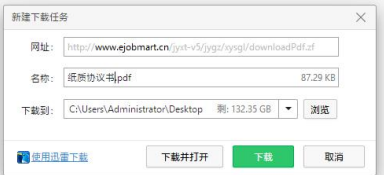 新建下载任务
网址: http://www.ejobmart.cn/jyxt-v5/jygz/xysgl/downloadPdf.zf
名称: 纸质协议书.pdf 87.29 KB
下载到: C:\Users\Administrator\Desktop 剩: 132.35 GB 浏览
使用迅雷下载 下载并打开 下载 取消